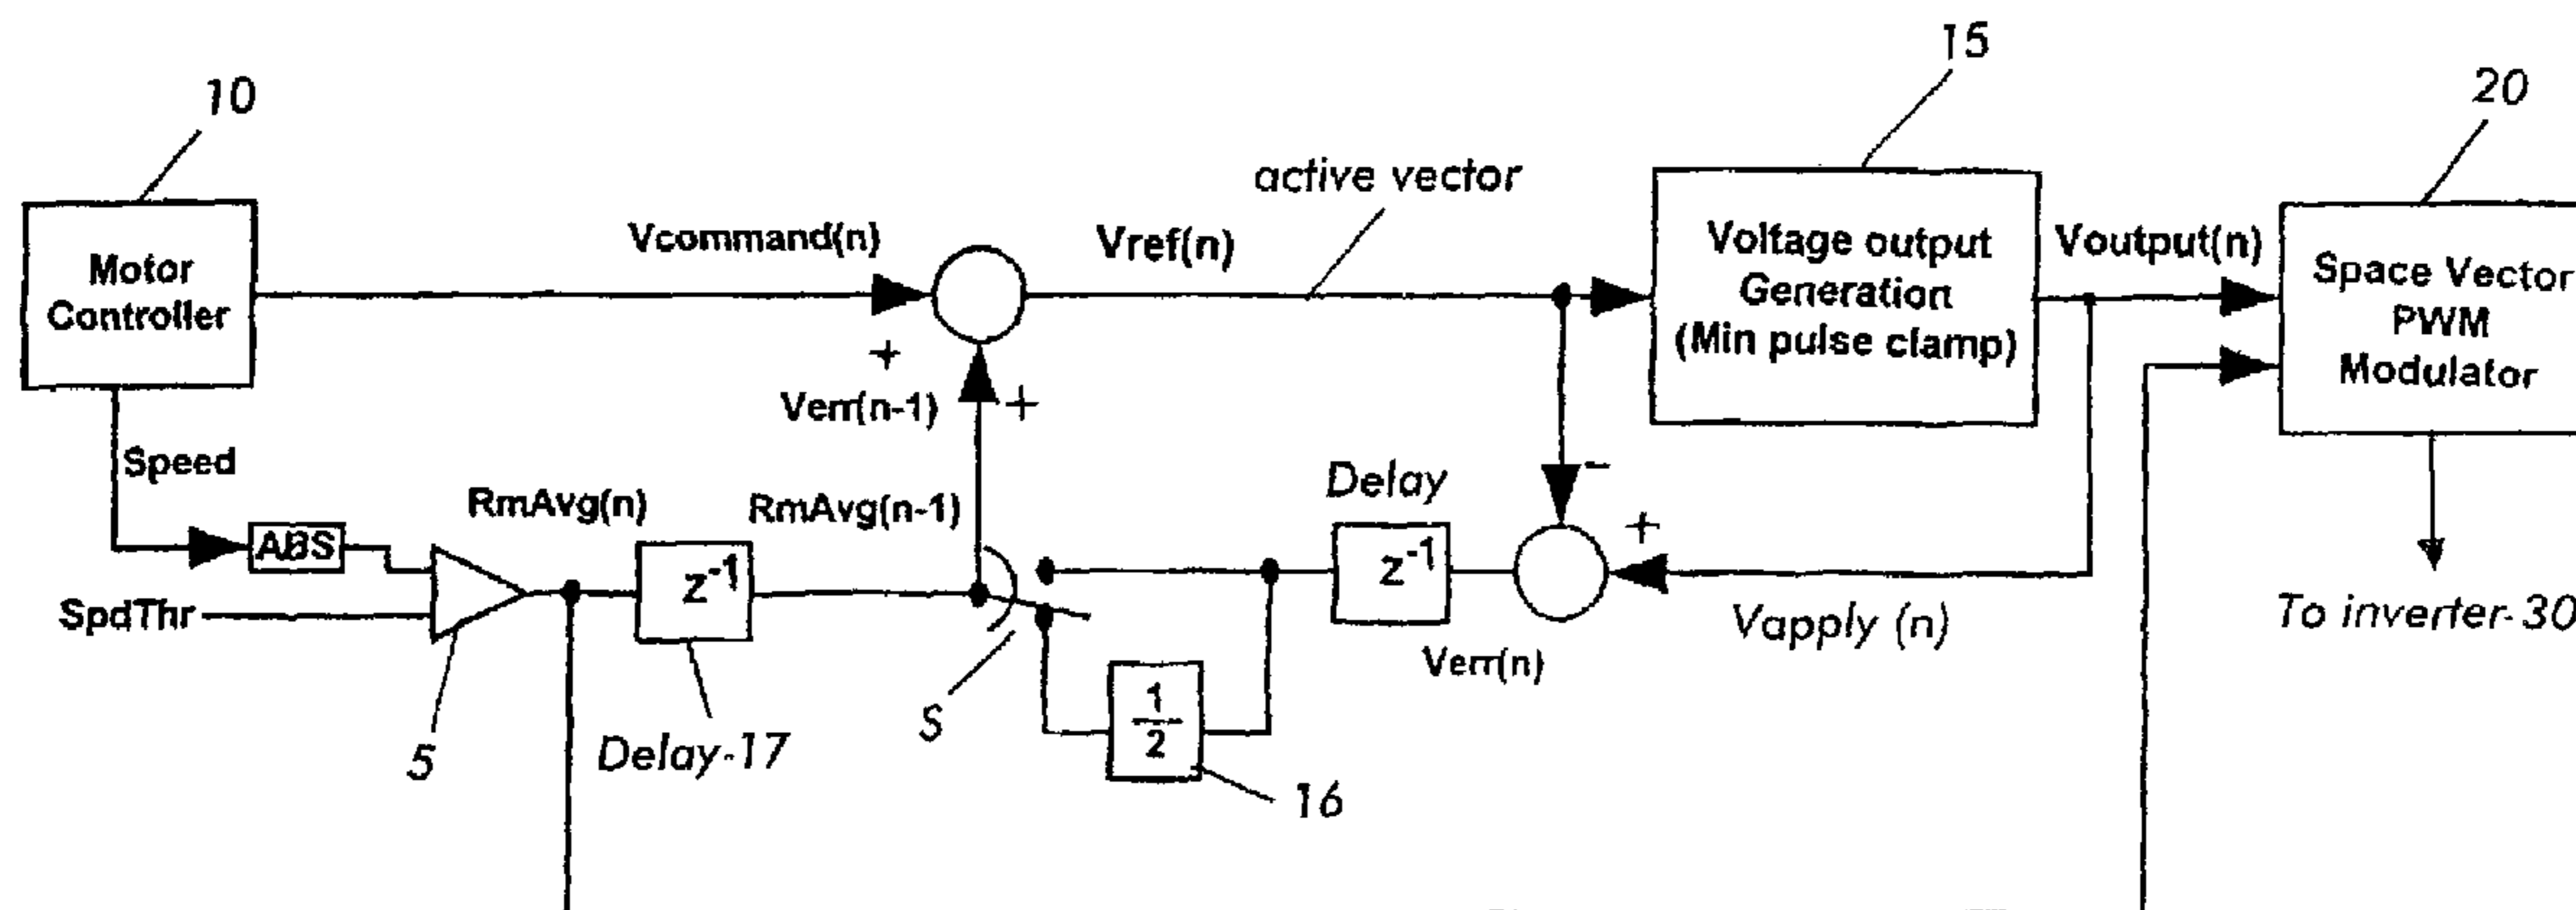 10
15
20
active vector
Motor
Controller
Vcommand(n)
Vref(n)
Voltage output
Generation
(Min pulse clamp)
Voutput(n)
Space Vector
PWM
Modulator
+
Verr(n-1)
+
Speed
-
Delay
+
RmAvg(n)
RmAvg(n-1)
ABS
z-1
z-1
SpdThr
Vapply (n)
To inverter-30
Verr(n)
5
Delay-17
S
1
2
16